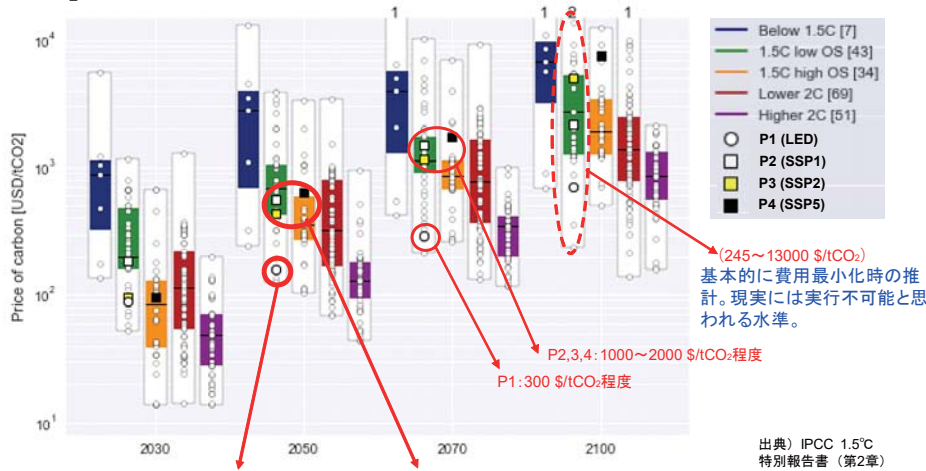 Price of carbon [USD/tCO2]
10⁴
10³
10²
10¹
1
1
2
1
2030
2050
2070
2100
Below 1.5C [7]
1.5C low OS [43]
1.5C high OS [34]
Lower 2C [69]
Higher 2C [51]
P1 (LED)
P2 (SSP1)
P3 (SSP2)
P4 (SSP5)
(245～13000 $/tCO₂)
基本的に費用最小化時の推
計。現実には実行不可能と思
われる水準。
P2,3,4：1000～2000 $/tCO₂程度
P1：300 $/tCO₂程度
出典） IPCC 1.5℃
特別報告書（第2章）